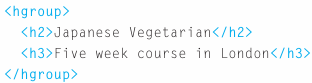 <hgroup>
<h2>Japanese Vegetarian</h2>
<h3>Five week course in London</h3>
</hgroup>